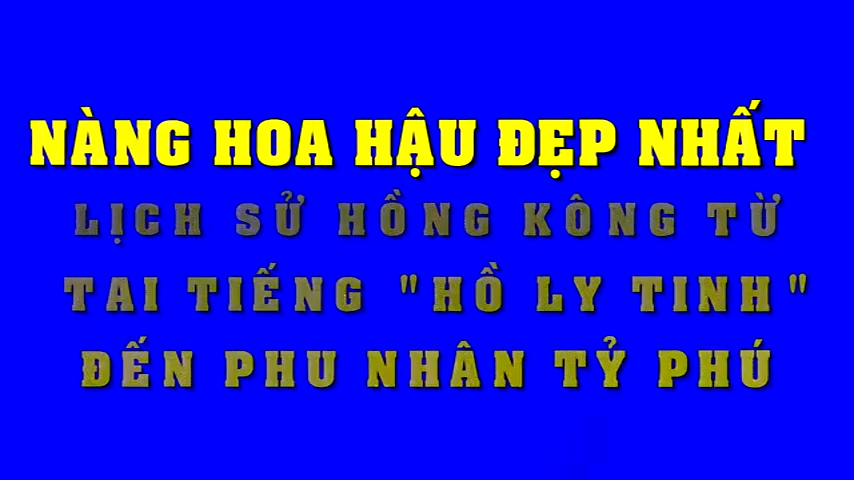 NÀNG HOA HẬU ĐẸP NHẤT
LỊCH SỬ HỒNG KÔNG TỪ
TAI TIẾNG "HỒ LY TINH"
ĐẾN PHU NHÂN TỶ PHÚ